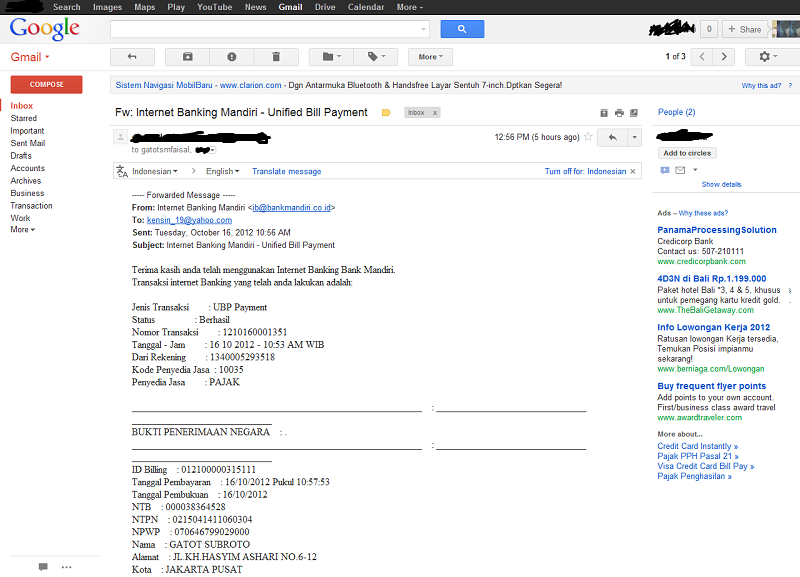 Search Images Maps Play YouTube News Gmail Drive Calendar More
Google
0 + Share
Gmail
More
1 of 3
COMPOSE
Inbox
Starred
Important
Sent Mail
Drafts
Accounts
Archives
Business
Transaction
Work
More
Sistem Navigasi MobilBaru - www.clarion.com - Dgn Antarmuka Bluetooth & Handsfree Layar Sentuh 7-inch.Dptkan Segera! Why this ad? ?
Fw: Internet Banking Mandiri - Unified Bill Payment Inbox x
12:56 PM (5 hours ago)
to gatotsmfaisal,
Indonesian > English Translate message Turn off for: Indonesian x
----- Forwarded Message -----
From: Internet Banking Mandiri <ib@bankmandiri.co.id>
To: kensin_19@yahoo.com
Sent: Tuesday, October 16, 2012 10:56 AM
Subject: Internet Banking Mandiri - Unified Bill Payment
Terima kasih anda telah menggunakan Internet Banking Bank Mandiri.
Transaksi internet Banking yang telah anda lakukan adalah:
Jenis Transaksi : UBP Payment
Status : Berhasil
Nomor Transaksi : 1210160001351
Tanggal - Jam : 16 10 2012 - 10:53 AM WIB
Dari Rekening : 1340005293518
Kode Penyedia Jasa : 10035
Penyedia Jasa : PAJAK
:
BUKTI PENERIMAAN NEGARA : .
:
ID Billing : 012100000315111
Tanggal Pembayaran : 16/10/2012 Pukul 10:57:53
Tanggal Pembukuan : 16/10/2012
NTB : 000038364528
NTPN : 0215041411060304
NPWP : 070646799029000
Nama : GATOT SUBROTO
Alamat : JL.KH.HASYIM ASHARI NO.6-12
Kota : JAKARTA PUSAT
People (2)
Add to circles
Show details
Ads – Why these ads?
PanamaProcessingSolution
Credicorp Bank
Contact us: 507-210111
www.credicorpbank.com
4D3N di Bali Rp.1.199.000
Paket hotel Bali *3, 4 & 5, khusus
untuk pemegang kartu kredit gold.
www.TheBaliGetaway.com
Info Lowongan Kerja 2012
Ratusan lowongan Kerja tersedia,
Temukan Posisi impianmu
sekarang!
www.berniaga.com/Lowongan
Buy frequent flyer points
Add points to your own account.
First/business class award travel
www.awardtraveler.com
More about...
Credit Card Instantly »
Pajak PPH Pasal 21 »
Visa Credit Card Bill Pay »
Pajak Penghasilan »